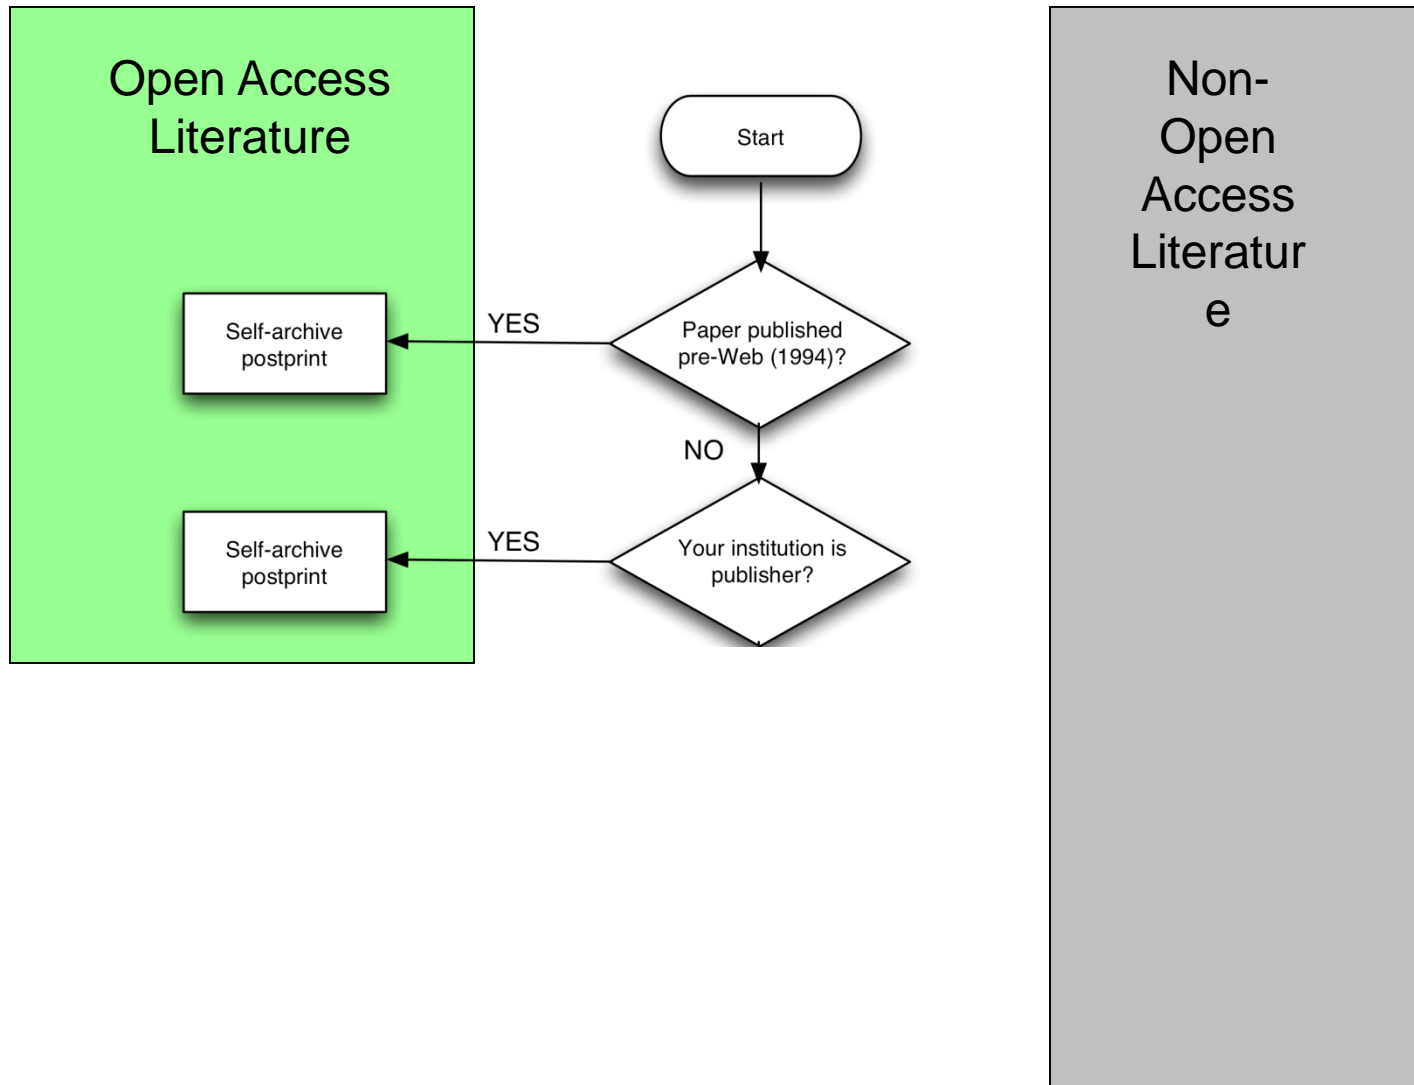 Open Access
Literature
Start
Non-
Open
Access
Literatur
e
Self-archive
postprint
YES
Paper published
pre-Web (1994)?
NO
Self-archive
postprint
YES
Your institution is
publisher?